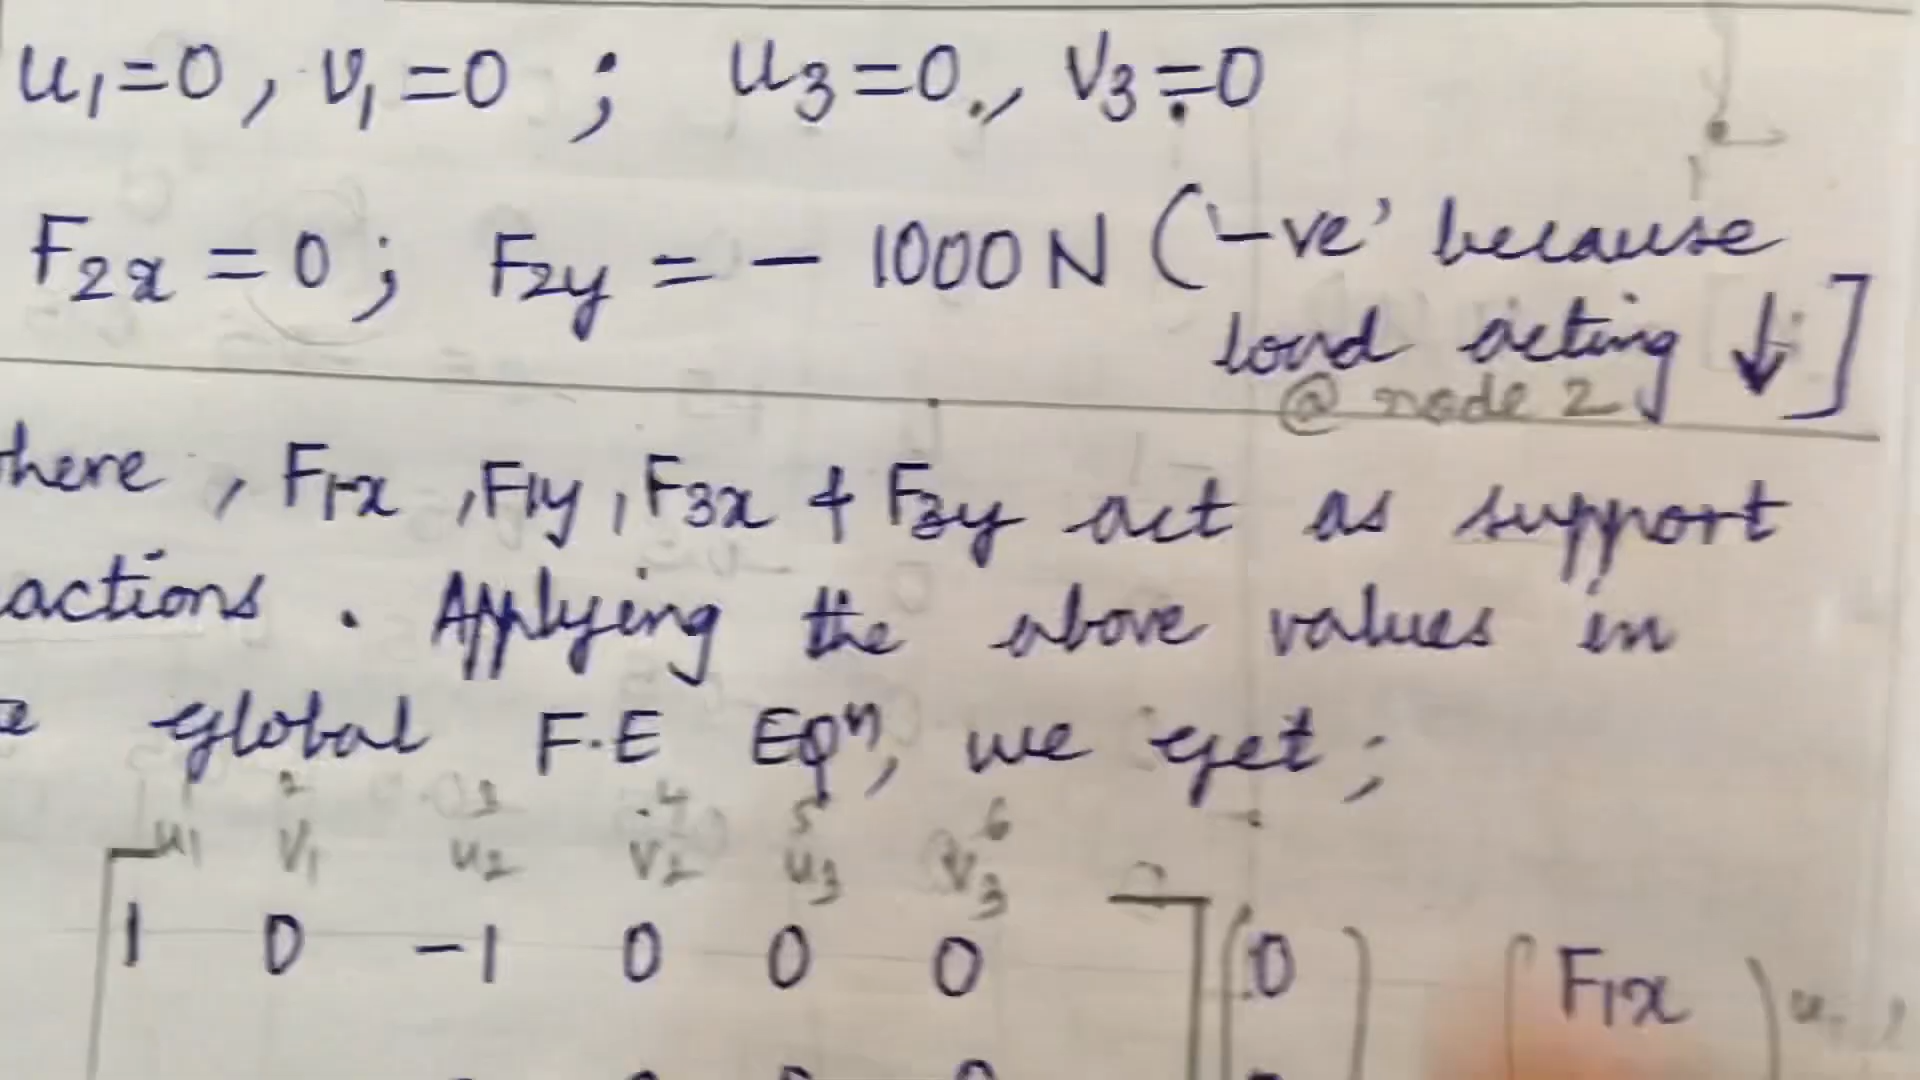 u₁=0, v₁=0 ; u₃=0, v₃=0
F₂ₓ = 0 ; F₂y = - 1000 N ('-ve' because
load acting ↓]
@ node 2
here, F₁ₓ, F₁y, F₃ₓ & F₃y act as support
actions. Applying the above values in
e global F.E Eqⁿ, we get;
2 3 4 5 6
u₁ v₁ u₂ v₂ u₃ v₃
1 0 -1 0 0 0 0 F₁ₓ